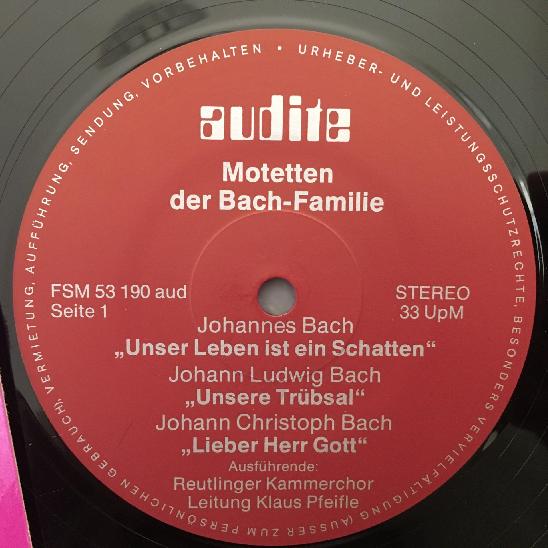 audite
Motetten
der Bach-Familie
FSM 53 190 aud
Seite 1
STEREO
33 UpM
Johannes Bach
„Unser Leben ist ein Schatten“
Johann Ludwig Bach
„Unsere Trübsal“
Johann Christoph Bach
„Lieber Herr Gott“
Ausführende:
Reutlinger Kammerchor
Leitung Klaus Pfeifle
URHEBER- UND LEISTUNGSSCHUTZRECHTE, BESONDERS VERVIELFÄLTIGUNG (AUSSER ZUM PERSÖNLICHEN GEBRAUCH), VERMIETUNG, AUFFÜHRUNG, SENDUNG, VORBEHALTEN •